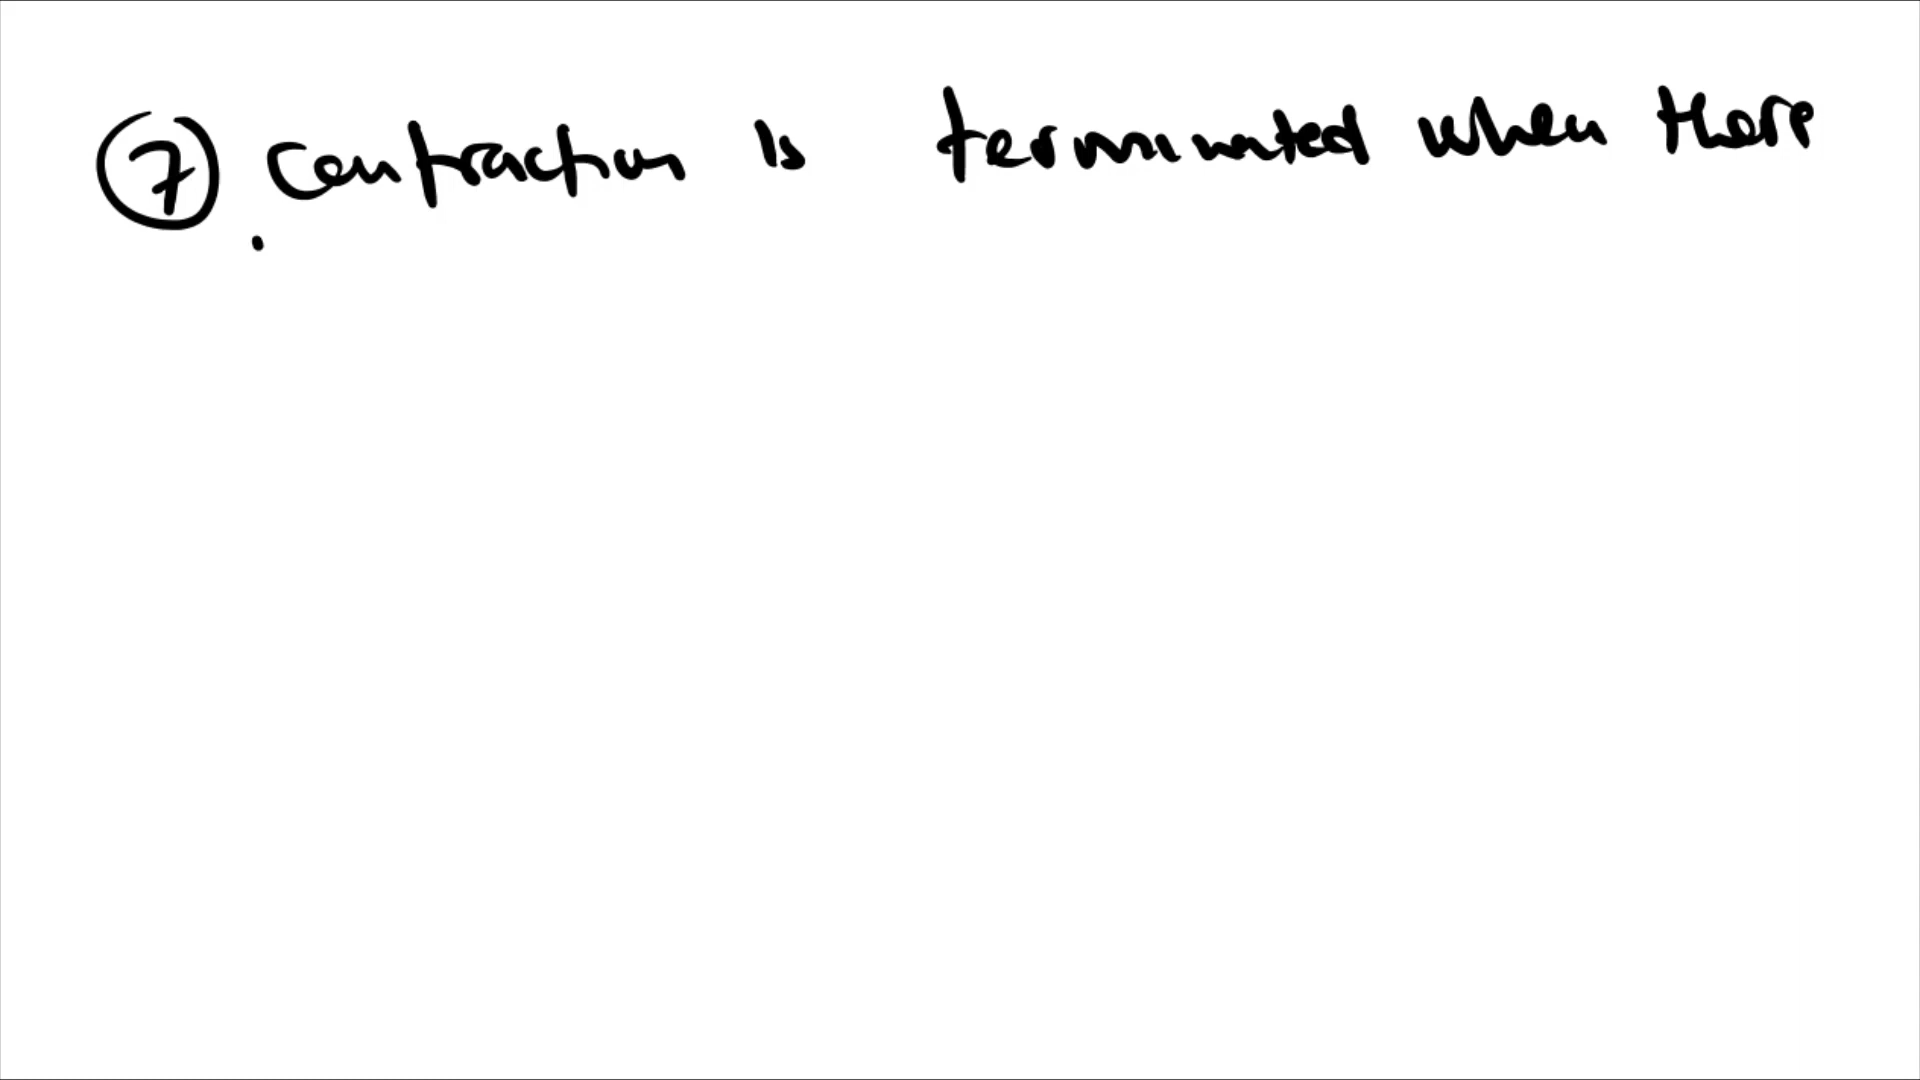 ⑦ contraction is terminated when there